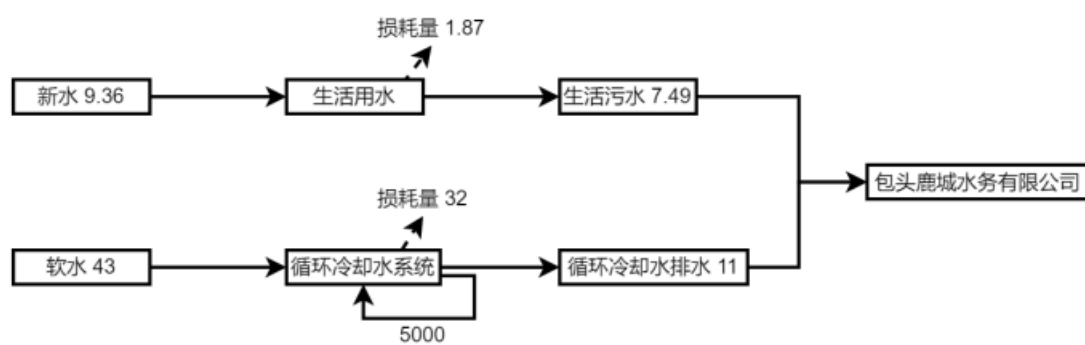 损耗量 1.87
新水 9.36
生活用水
生活污水 7.49
包头鹿城水务有限公司
损耗量 32
软水 43
循环冷却水系统
循环冷却水排水 11
5000